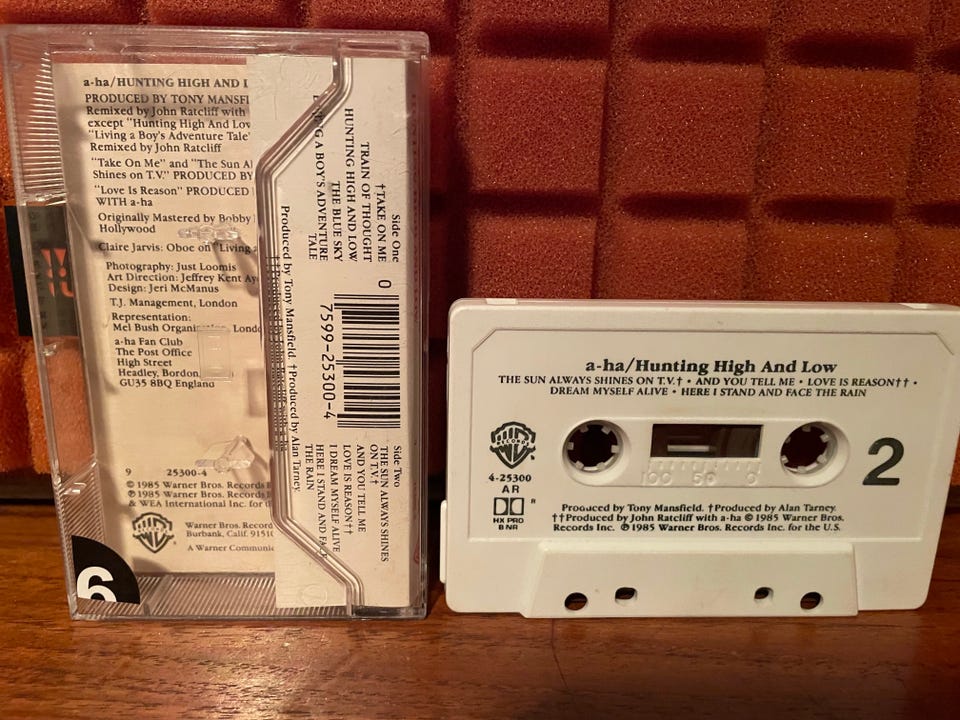 a-ha/HUNTING HIGH AND
PRODUCED BY TONY
Remixed by John Ratcliff with
except "Hunting High And
"Living a Boy's Adventure Tale"
Remixed by John Ratcliff
"Take On Me" and "The Sun
Shines on T.V." PRODUCED BY
"Love Is Reason" PRODUCED
WITH a-ha
Originally Mastered by Bobby
Hollywood
Claire Jarvis: Oboe on "Living
Photography: Just Loomis
Art Direction: Jeffrey Kent
Design: Jeri McManus
T.J. Management, London
Representation:
Mel Bush
a-ha Fan Club
The Post Office
High Street
Headley, Bordon,
GU35 8BQ England
9 25300-4
© 1985 Warner Bros. Records
℗ 1985 Warner Bros. Records
& WEA International Inc. for
Warner Bros.
Burbank, Calif.
A Warner
6
Side One
†TAKE ON ME
TRAIN OF THOUGHT
HUNTING HIGH AND LOW
THE BLUE SKY
A BOY'S ADVENTURE
TALE
0
7599-25300-4
Side Two
THE SUN ALWAYS SHINES
ON T.V.†
AND YOU TELL ME
LOVE IS REASON††
I DREAM MYSELF ALIVE
HERE I STAND AND FACE
THE RAIN
Produced by Tony Mansfield. †Produced by Alan Tarney.
a-ha/Hunting High And Low
THE SUN ALWAYS SHINES ON T.V.† • AND YOU TELL ME • LOVE IS REASON†† •
DREAM MYSELF ALIVE • HERE I STAND AND FACE THE RAIN
4-25300
AR
HX PRO
B NR
100 50 0
2
Produced by Tony Mansfield. †Produced by Alan Tarney.
††Produced by John Ratcliff with a-ha © 1985 Warner Bros.
Records Inc. ℗ 1985 Warner Bros. Records Inc. for the U.S.